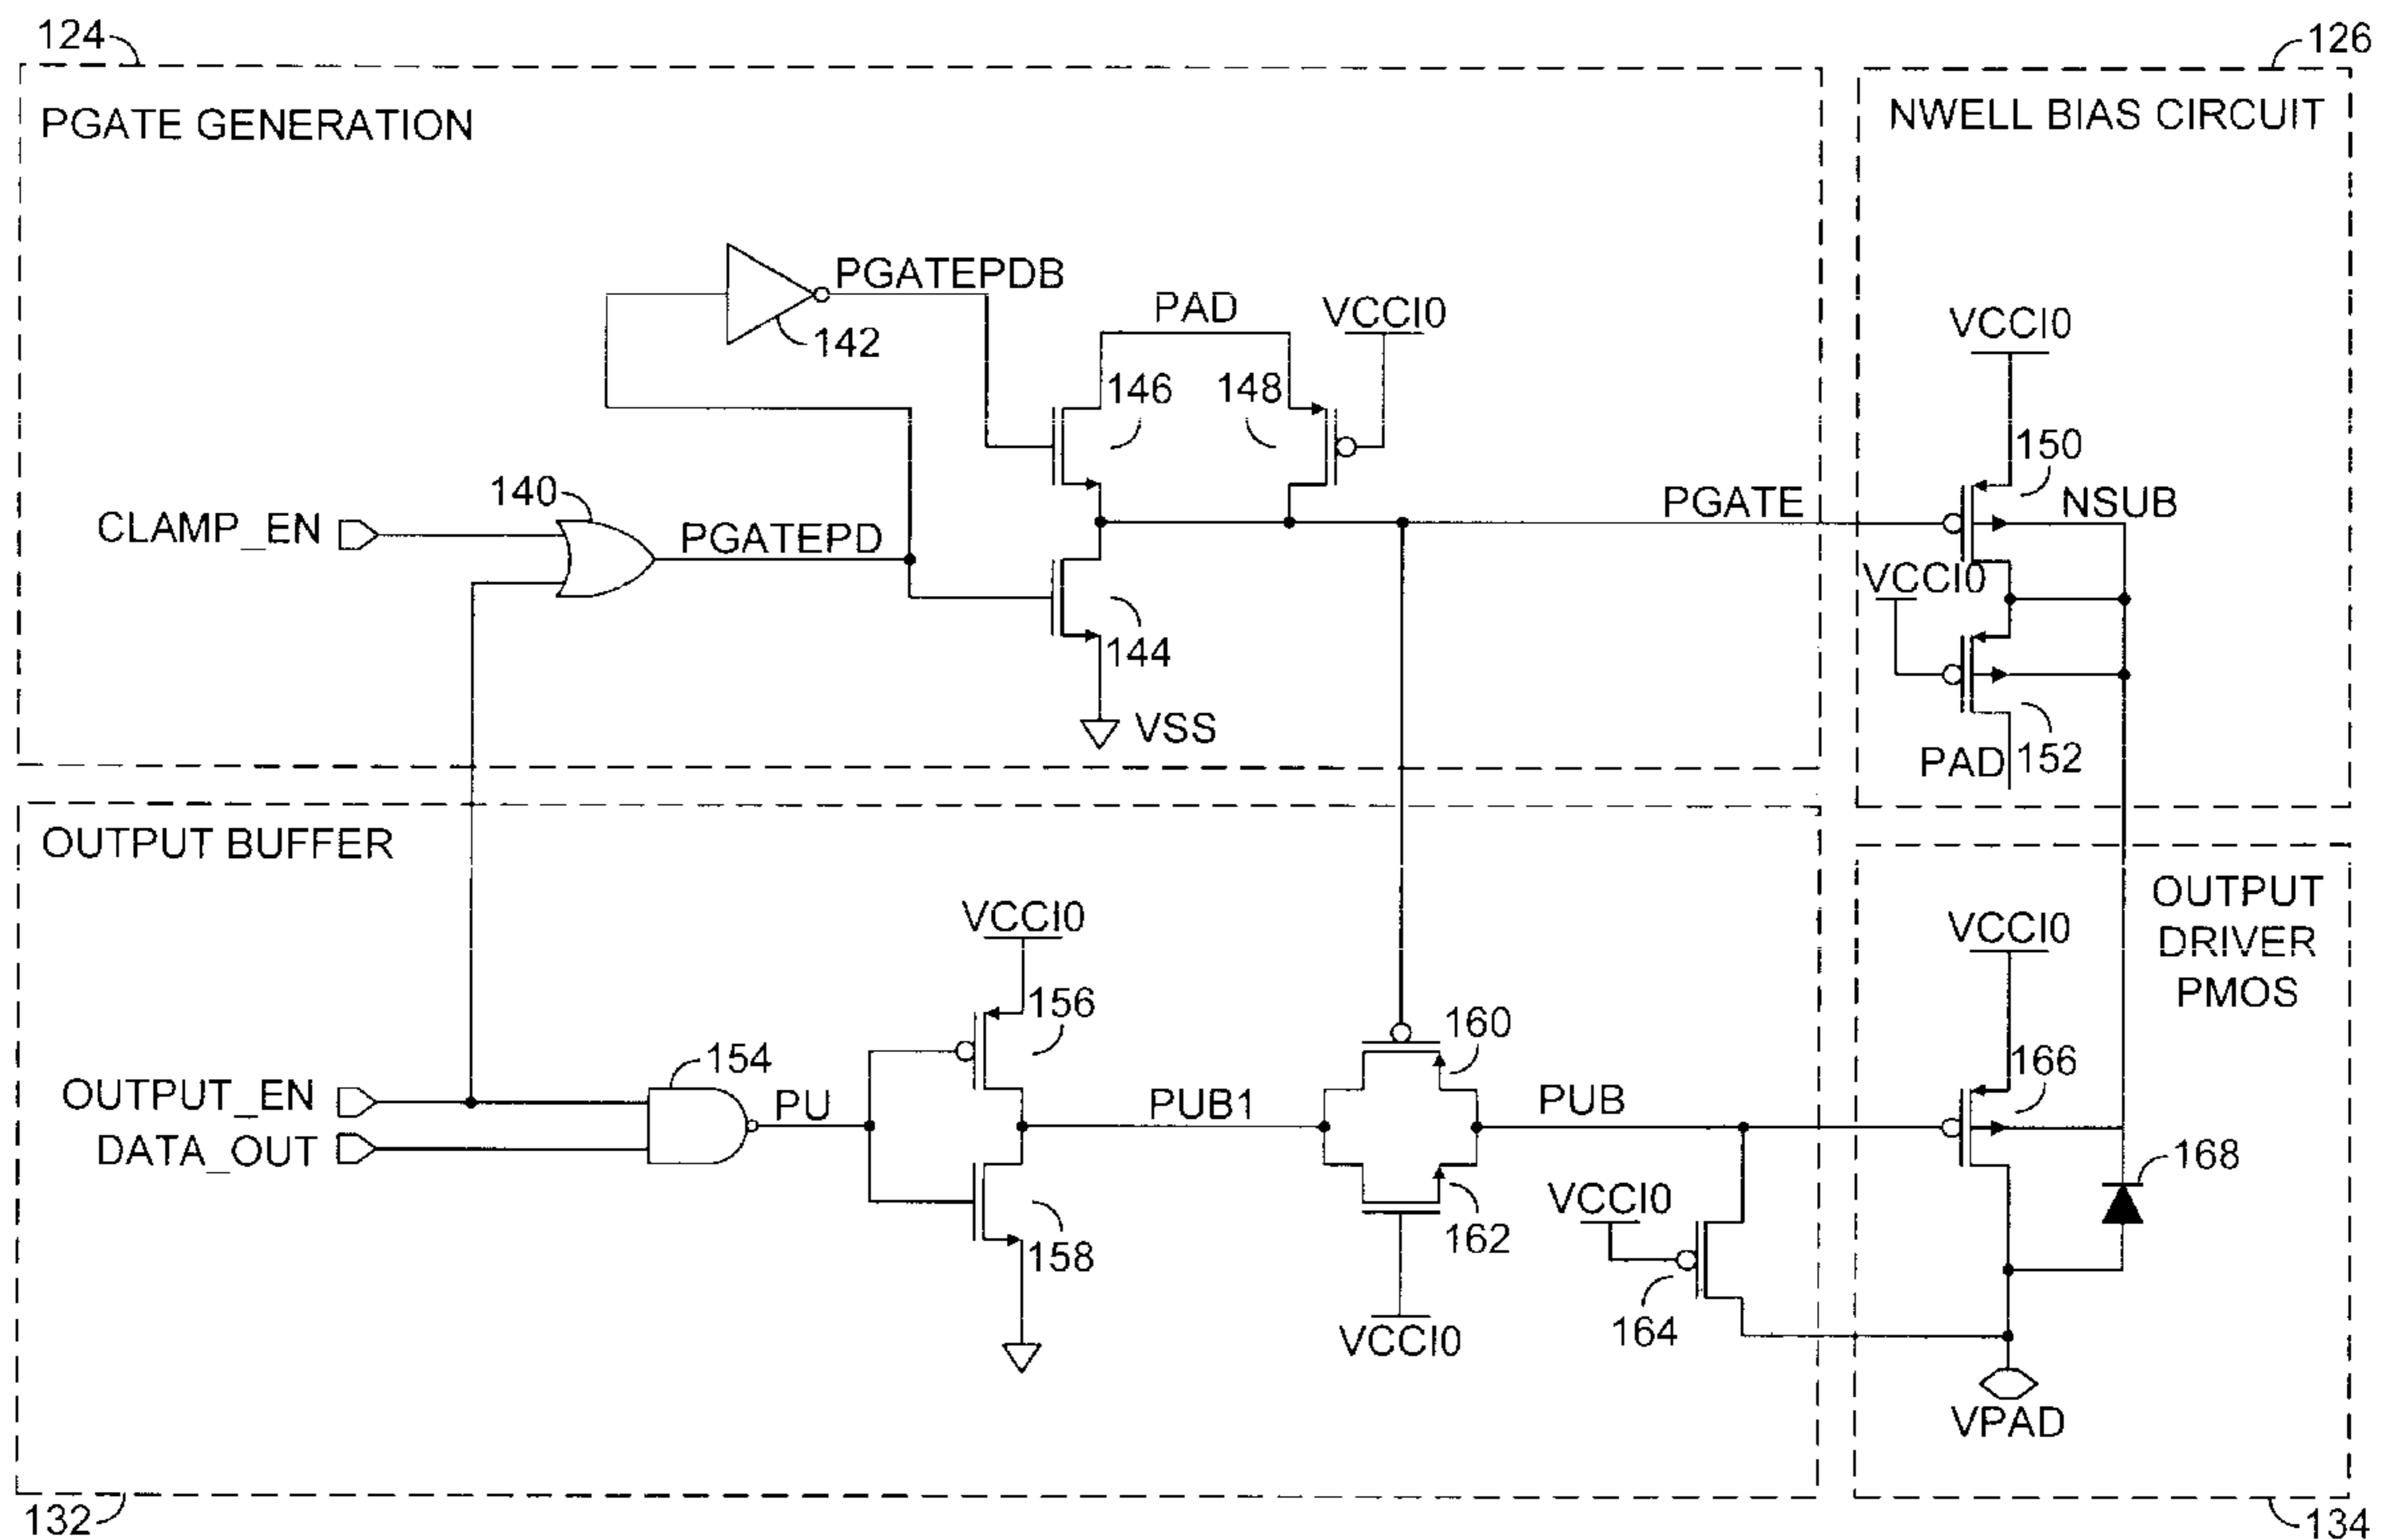 124
126
PGATE GENERATION
NWELL BIAS CIRCUIT
PGATEPDB
142
PAD
VCCI0
146
148
VCCI0
150
NSUB
PGATE
140
CLAMP_EN
PGATEPD
VCCI0
144
VSS
PAD
152
OUTPUT BUFFER
OUTPUT
DRIVER
PMOS
VCCI0
VCCI0
156
160
166
154
OUTPUT_EN
PU
PUB1
PUB
DATA_OUT
168
VCCI0
158
162
164
VCCI0
VPAD
132
134